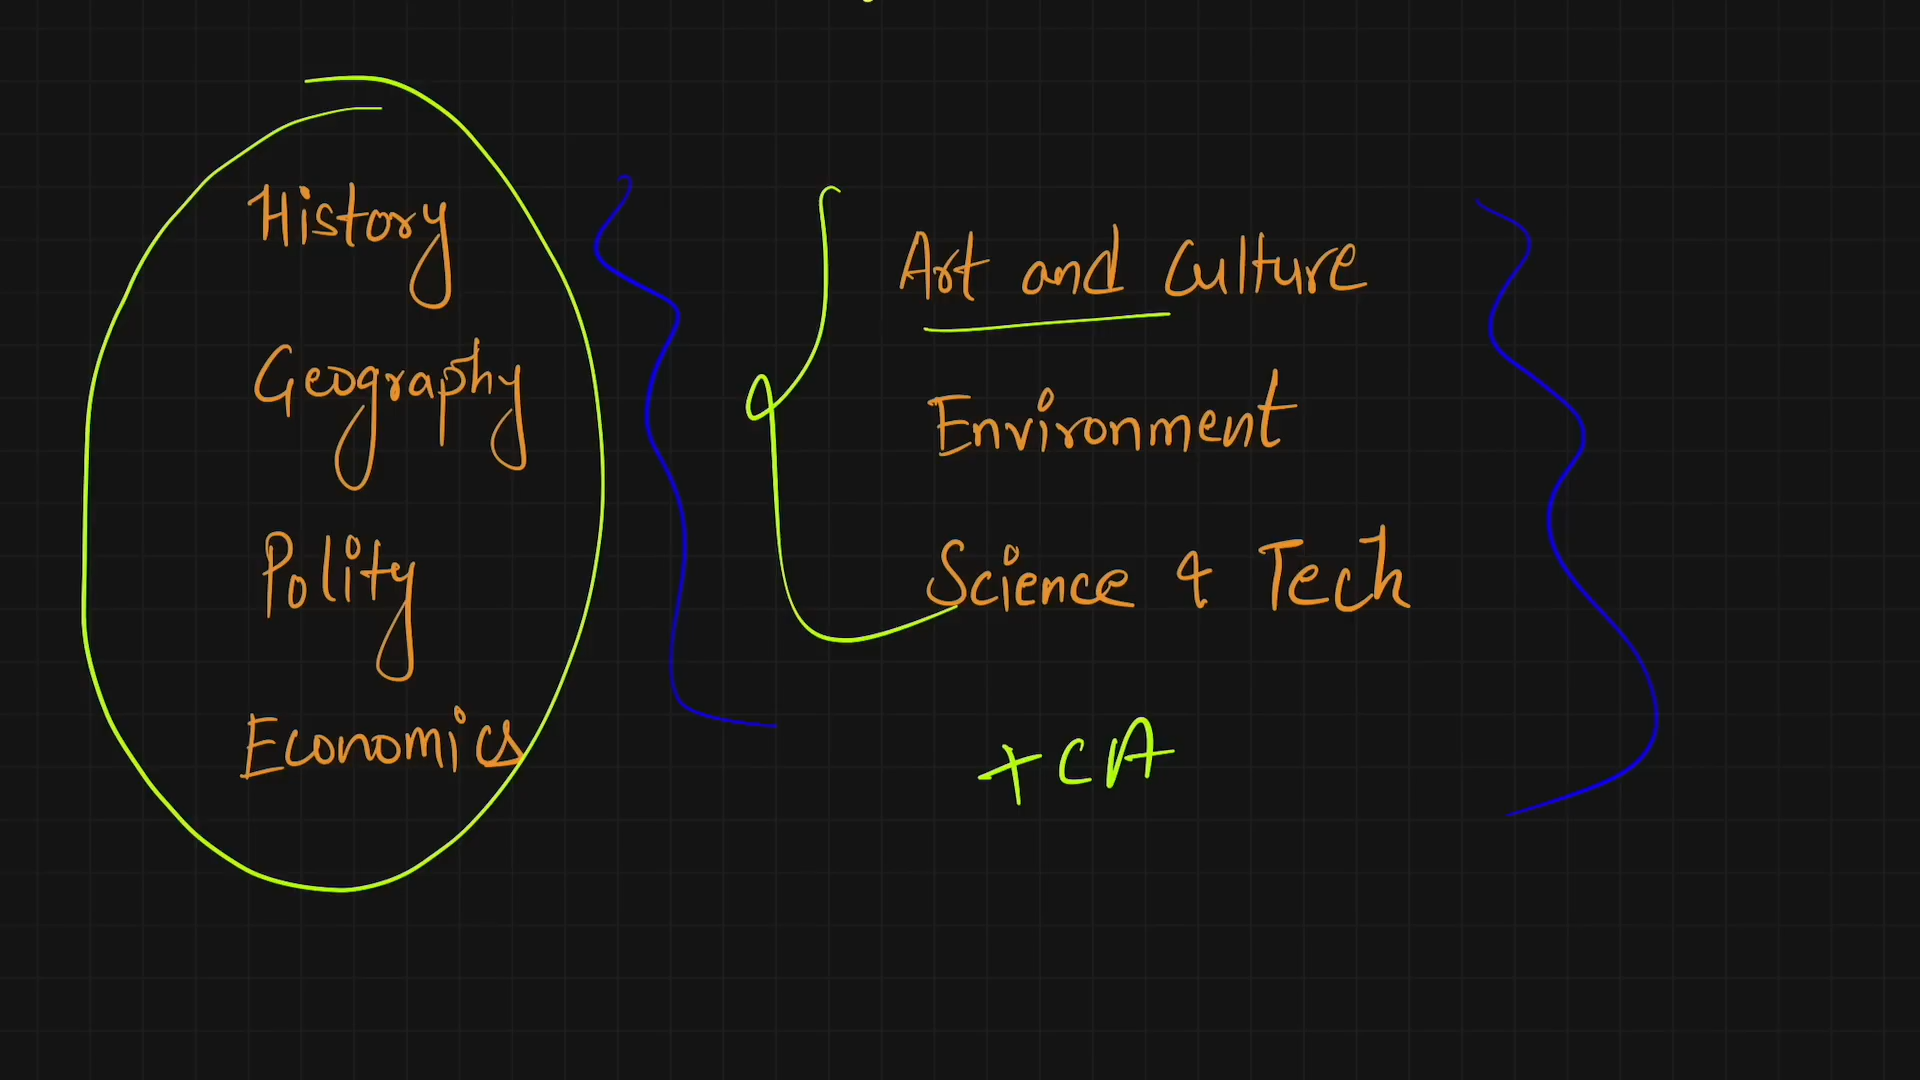 History
Geography
Polity
Economics
Art and Culture
Environment
Science & Tech
+ CA